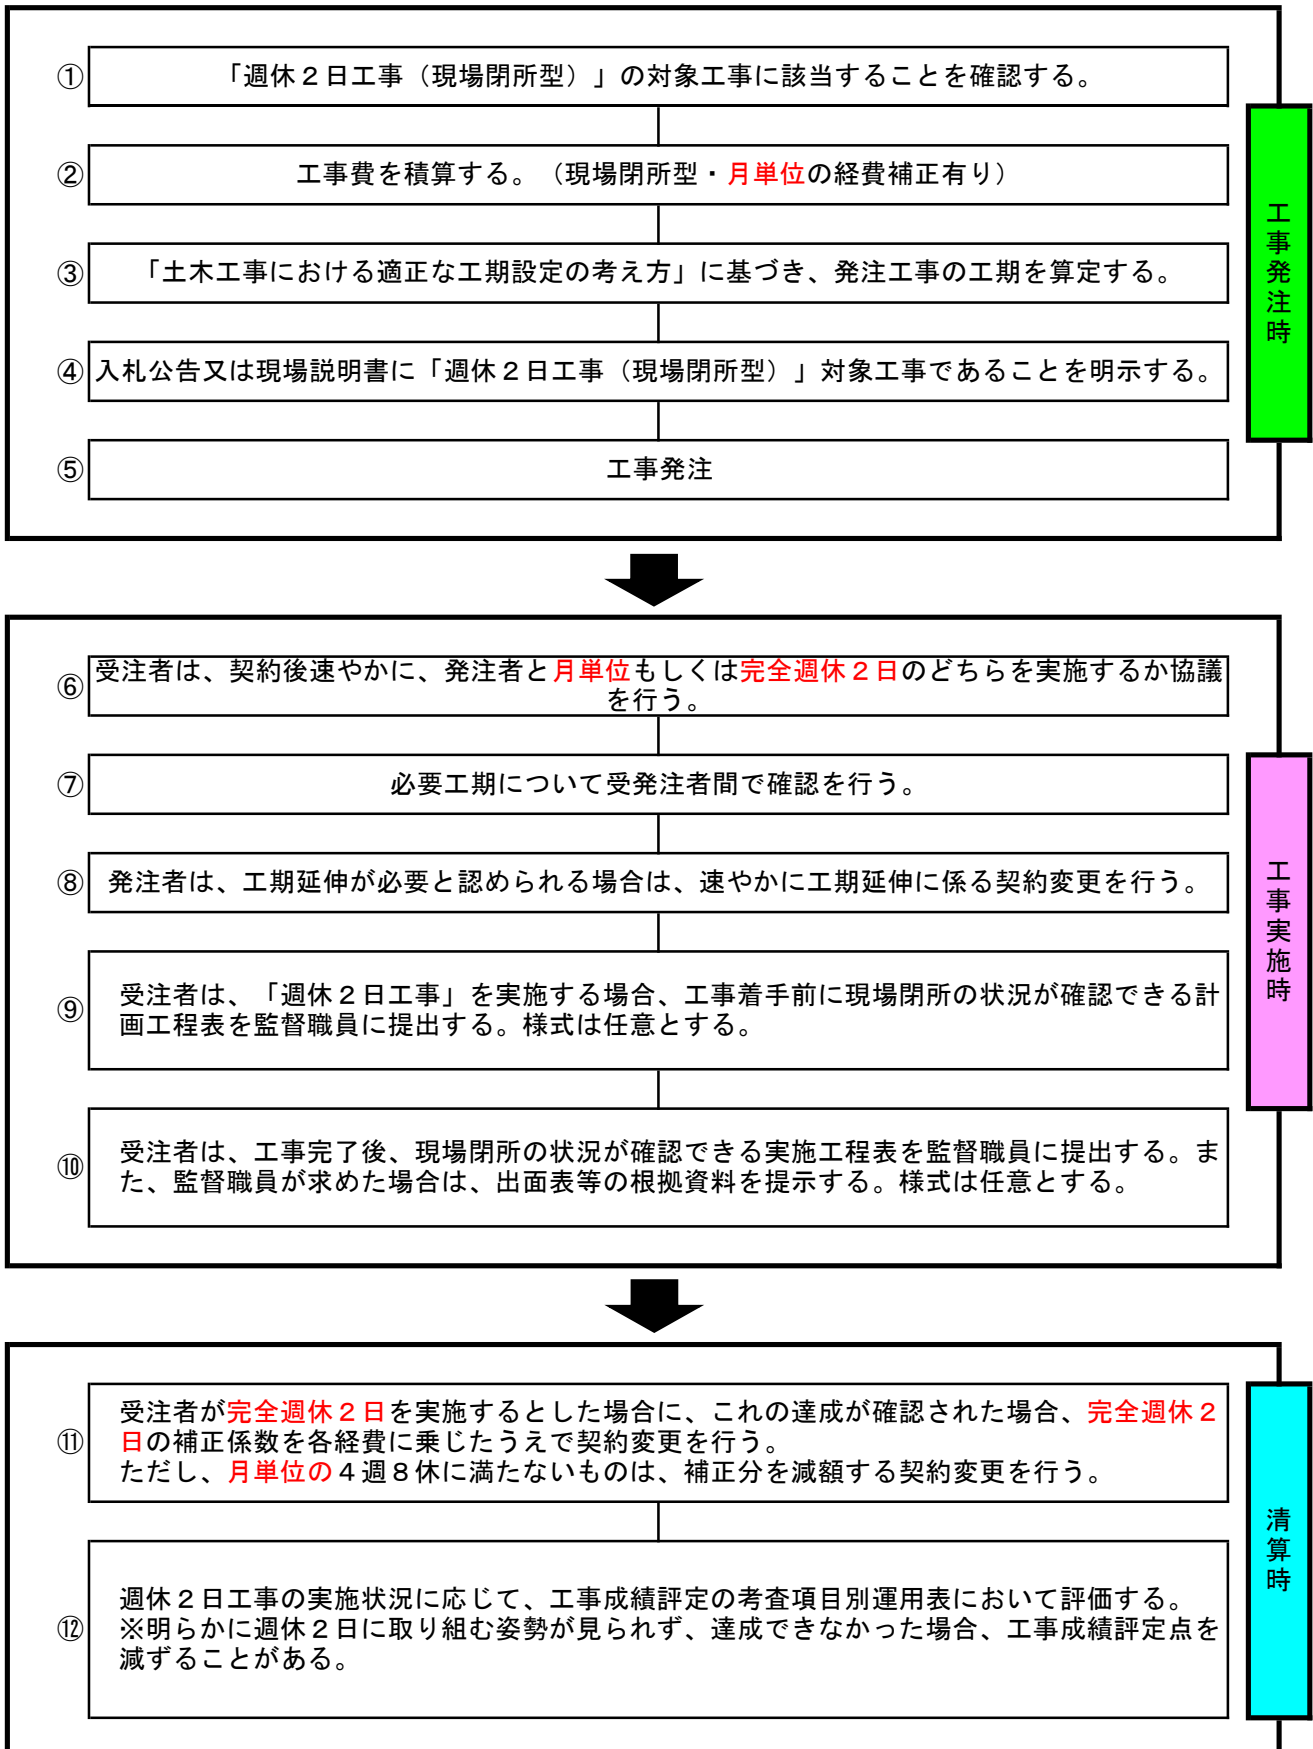 ① 「週休２日工事（現場閉所型）」の対象工事に該当することを確認する。
② 工事費を積算する。（現場閉所型・月単位の経費補正有り）
③ 「土木工事における適正な工期設定の考え方」に基づき、発注工事の工期を算定する。
④ 入札公告又は現場説明書に「週休２日工事（現場閉所型）」対象工事であることを明示する。
⑤ 工事発注
工事発注時
⑥ 受注者は、契約後速やかに、発注者と月単位もしくは完全週休２日のどちらを実施するか協議
を行う。
⑦ 必要工期について受発注者間で確認を行う。
⑧ 発注者は、工期延伸が必要と認められる場合は、速やかに工期延伸に係る契約変更を行う。
⑨ 受注者は、「週休２日工事」を実施する場合、工事着手前に現場閉所の状況が確認できる計
画工程表を監督職員に提出する。様式は任意とする。
⑩ 受注者は、工事完了後、現場閉所の状況が確認できる実施工程表を監督職員に提出する。ま
た、監督職員が求めた場合は、出面表等の根拠資料を提示する。様式は任意とする。
工事実施時
⑪ 受注者が完全週休２日を実施するとした場合に、これの達成が確認された場合、完全週休２
日の補正係数を各経費に乗じたうえで契約変更を行う。
ただし、月単位の４週８休に満たないものは、補正分を減額する契約変更を行う。
⑫ 週休２日工事の実施状況に応じて、工事成績評定の考査項目別運用表において評価する。
※明らかに週休２日に取り組む姿勢が見られず、達成できなかった場合、工事成績評定点を
減ずることがある。
清算時